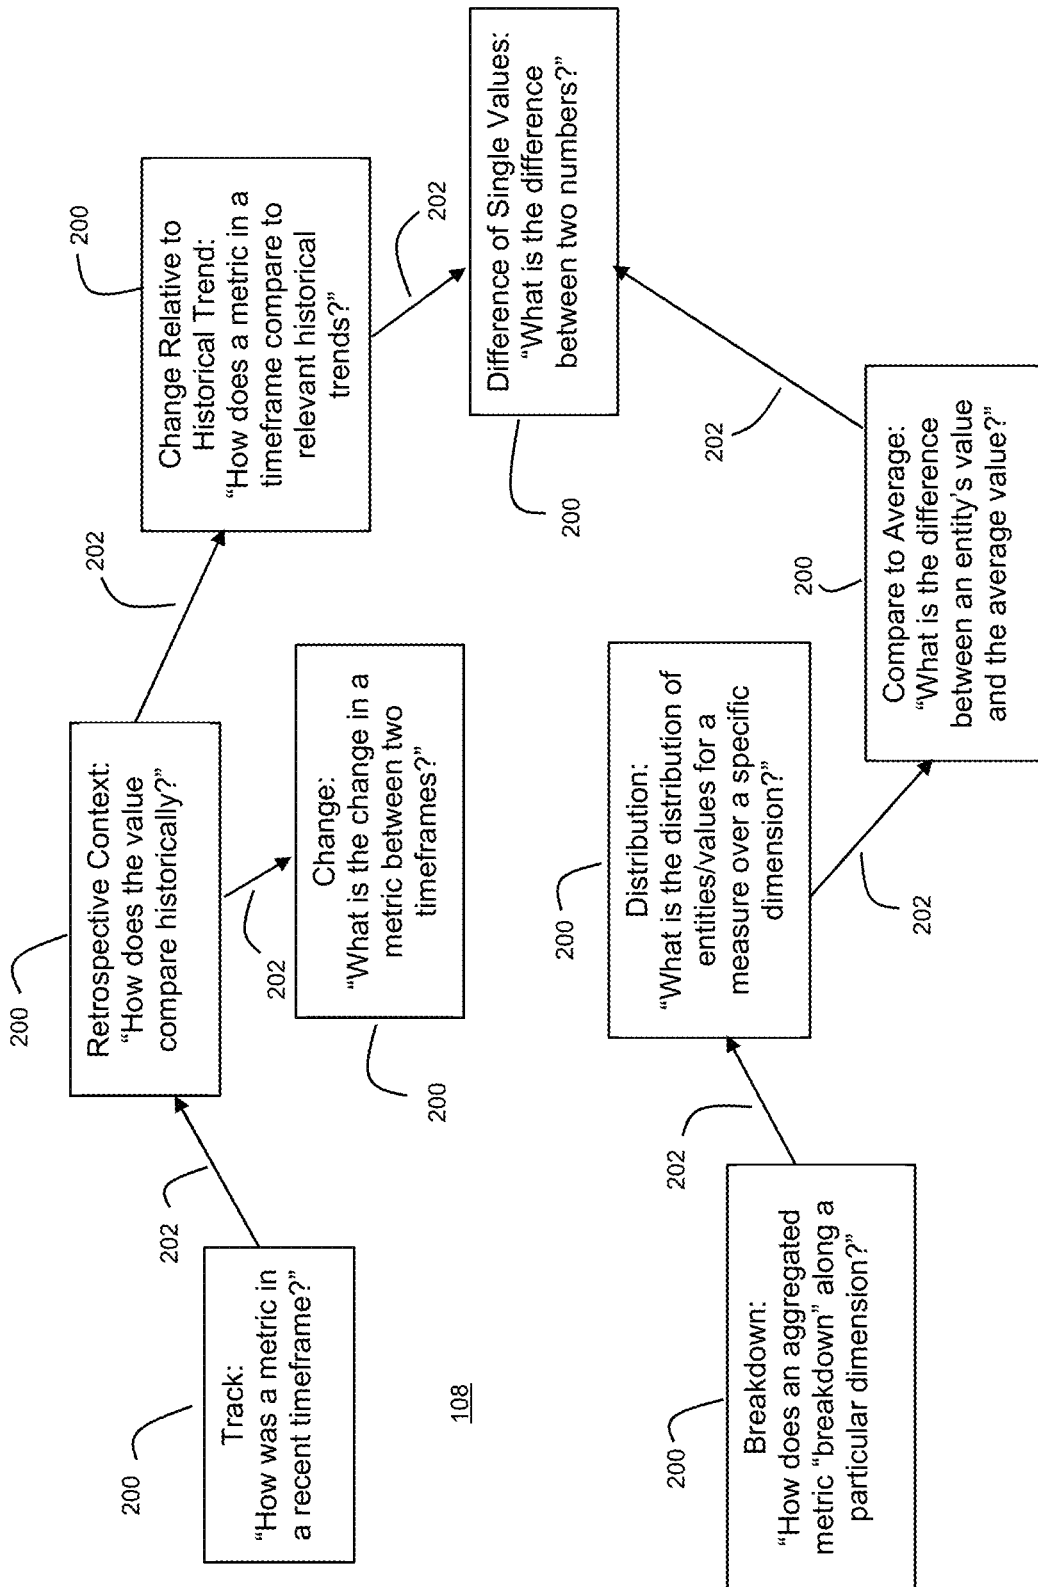 200
Track:
“How was a metric in
a recent timeframe?”
202
200
Retrospective Context:
“How does the value
compare historically?”
202
202
200
Change Relative to
Historical Trend:
“How does a metric in a
timeframe compare to
relevant historical
trends?”
202
Change:
“What is the change in a
metric between two
timeframes?”
200
Difference of Single Values:
“What is the difference
between two numbers?”
200
108
200
Breakdown:
“How does an aggregated
metric “breakdown” along a
particular dimension?”
202
200
Distribution:
“What is the distribution of
entities/values for a
measure over a specific
dimension?”
202
200
Compare to Average:
“What is the difference
between an entity’s value
and the average value?”
202